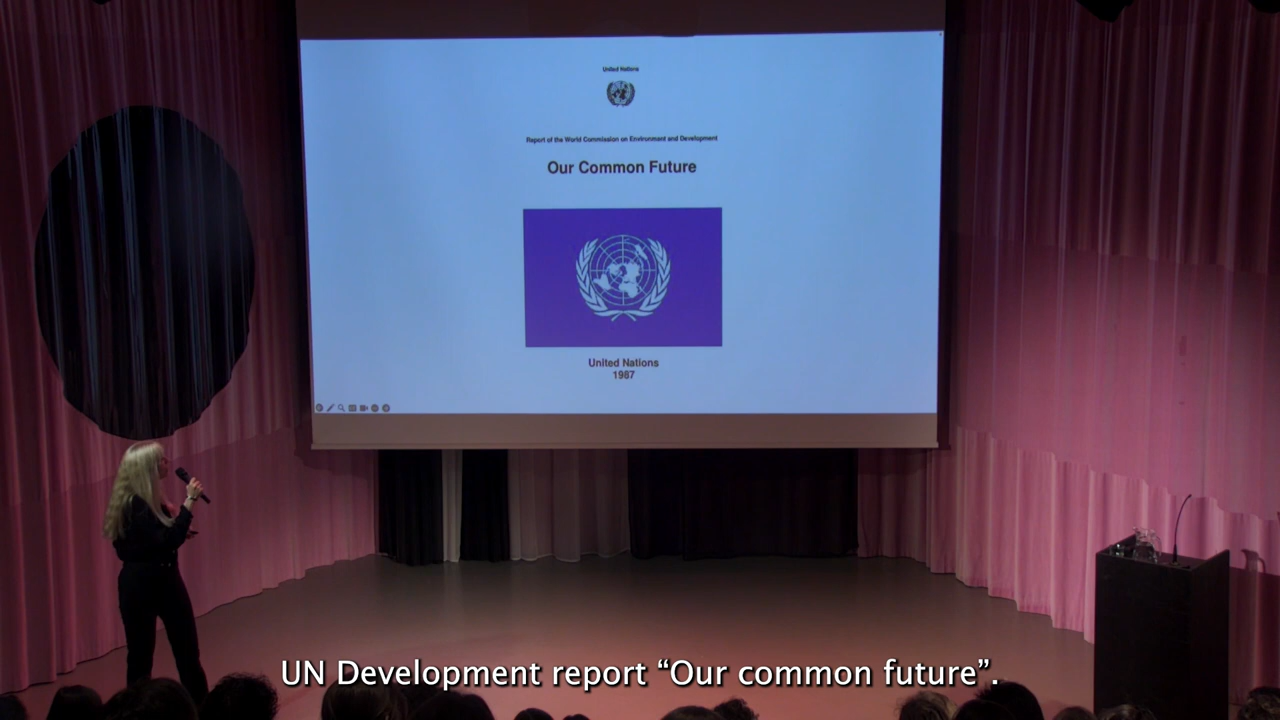 United Nations
Report of the World Commission on Environment and Development
Our Common Future
United Nations
1987
UN Development report “Our common future”.